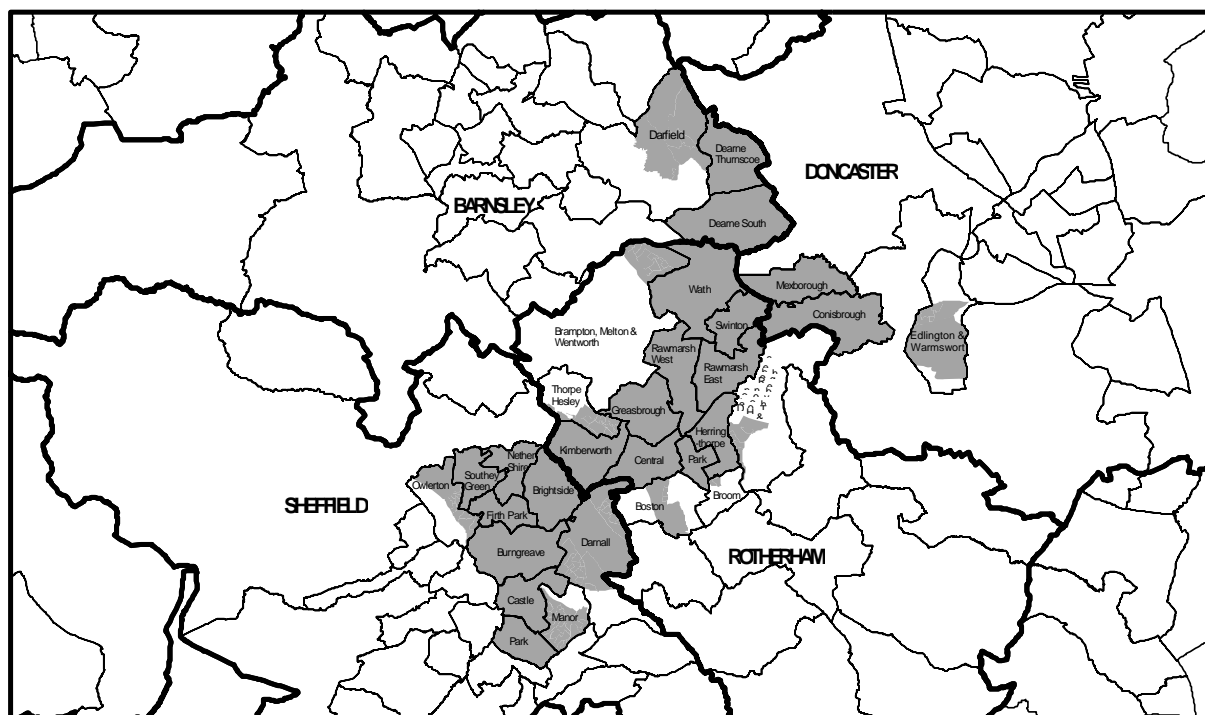 Darfield
Dearne
Thurnscoe
DONCASTER
BARNSLEY
Dearne South
Mexborough
Wath
Conisbrough
Swinton
Brampton, Melton &
Wentworth
Edlington &
Warmswort
Rawmarsh
West
Rawmarsh
East
Thorpe
Hesley
Greasbrough
Herring
-thorpe
Kimberworth
Central
Park
Nether
Shire
Southey
Green
Owlerton
Brightside
Broom
Boston
SHEFFIELD
Firth Park
Darnall
Burngreave
ROTHERHAM
Castle
Manor
Park